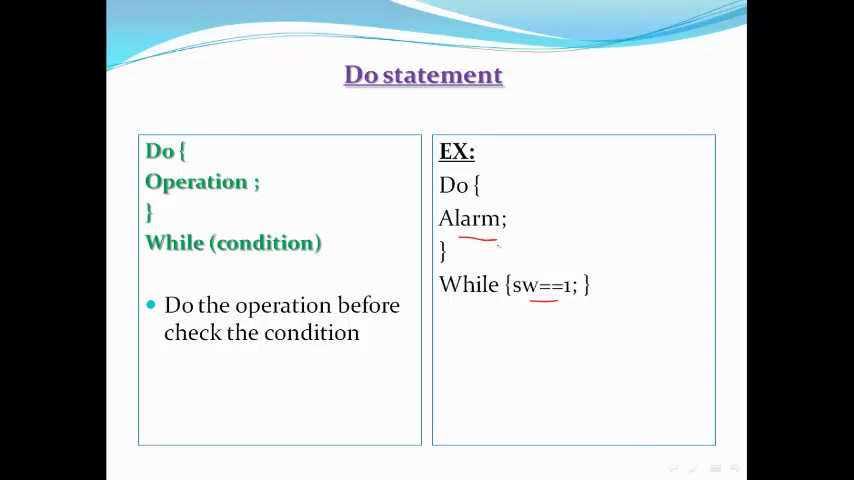 Do statement
Do {
Operation ;
}
While (condition)
Do the operation before
check the condition
EX:
Do {
Alarm;
}
While {sw==1; }